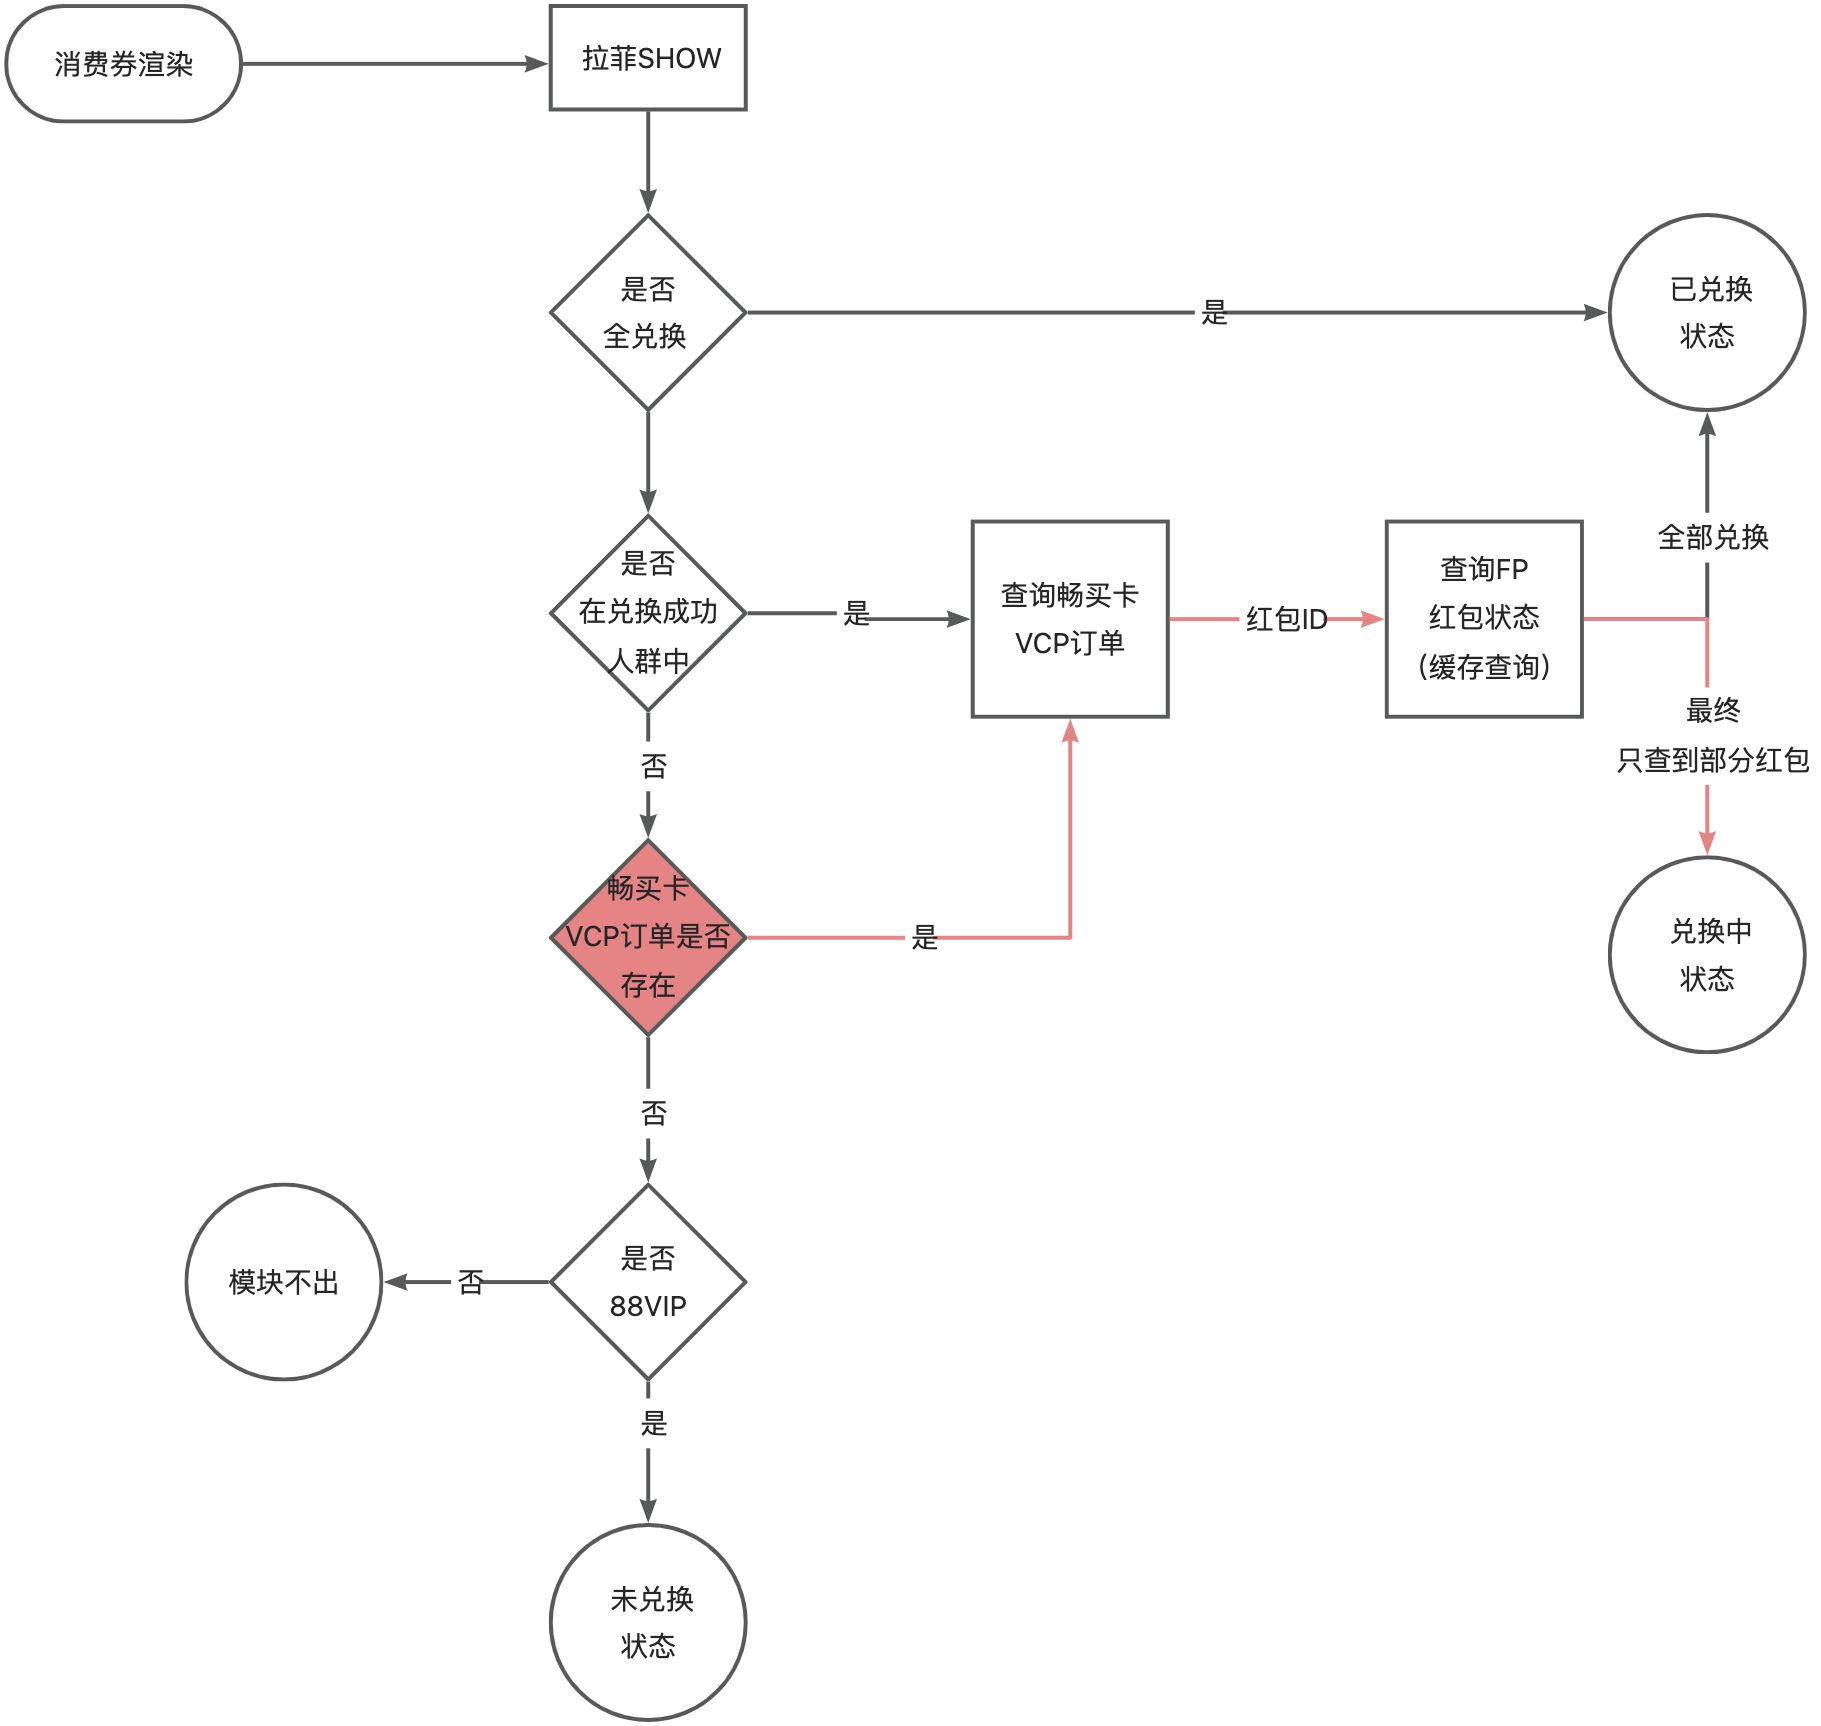 消费券渲染
拉菲SHOW
是否
全兑换
是
已兑换
状态
是否
在兑换成功
人群中
是
查询畅买卡
VCP订单
红包ID
查询FP
红包状态
(缓存查询)
全部兑换
最终
只查到部分红包
否
畅买卡
VCP订单是否
存在
是
兑换中
状态
否
是否
88VIP
否
模块不出
是
未兑换
状态